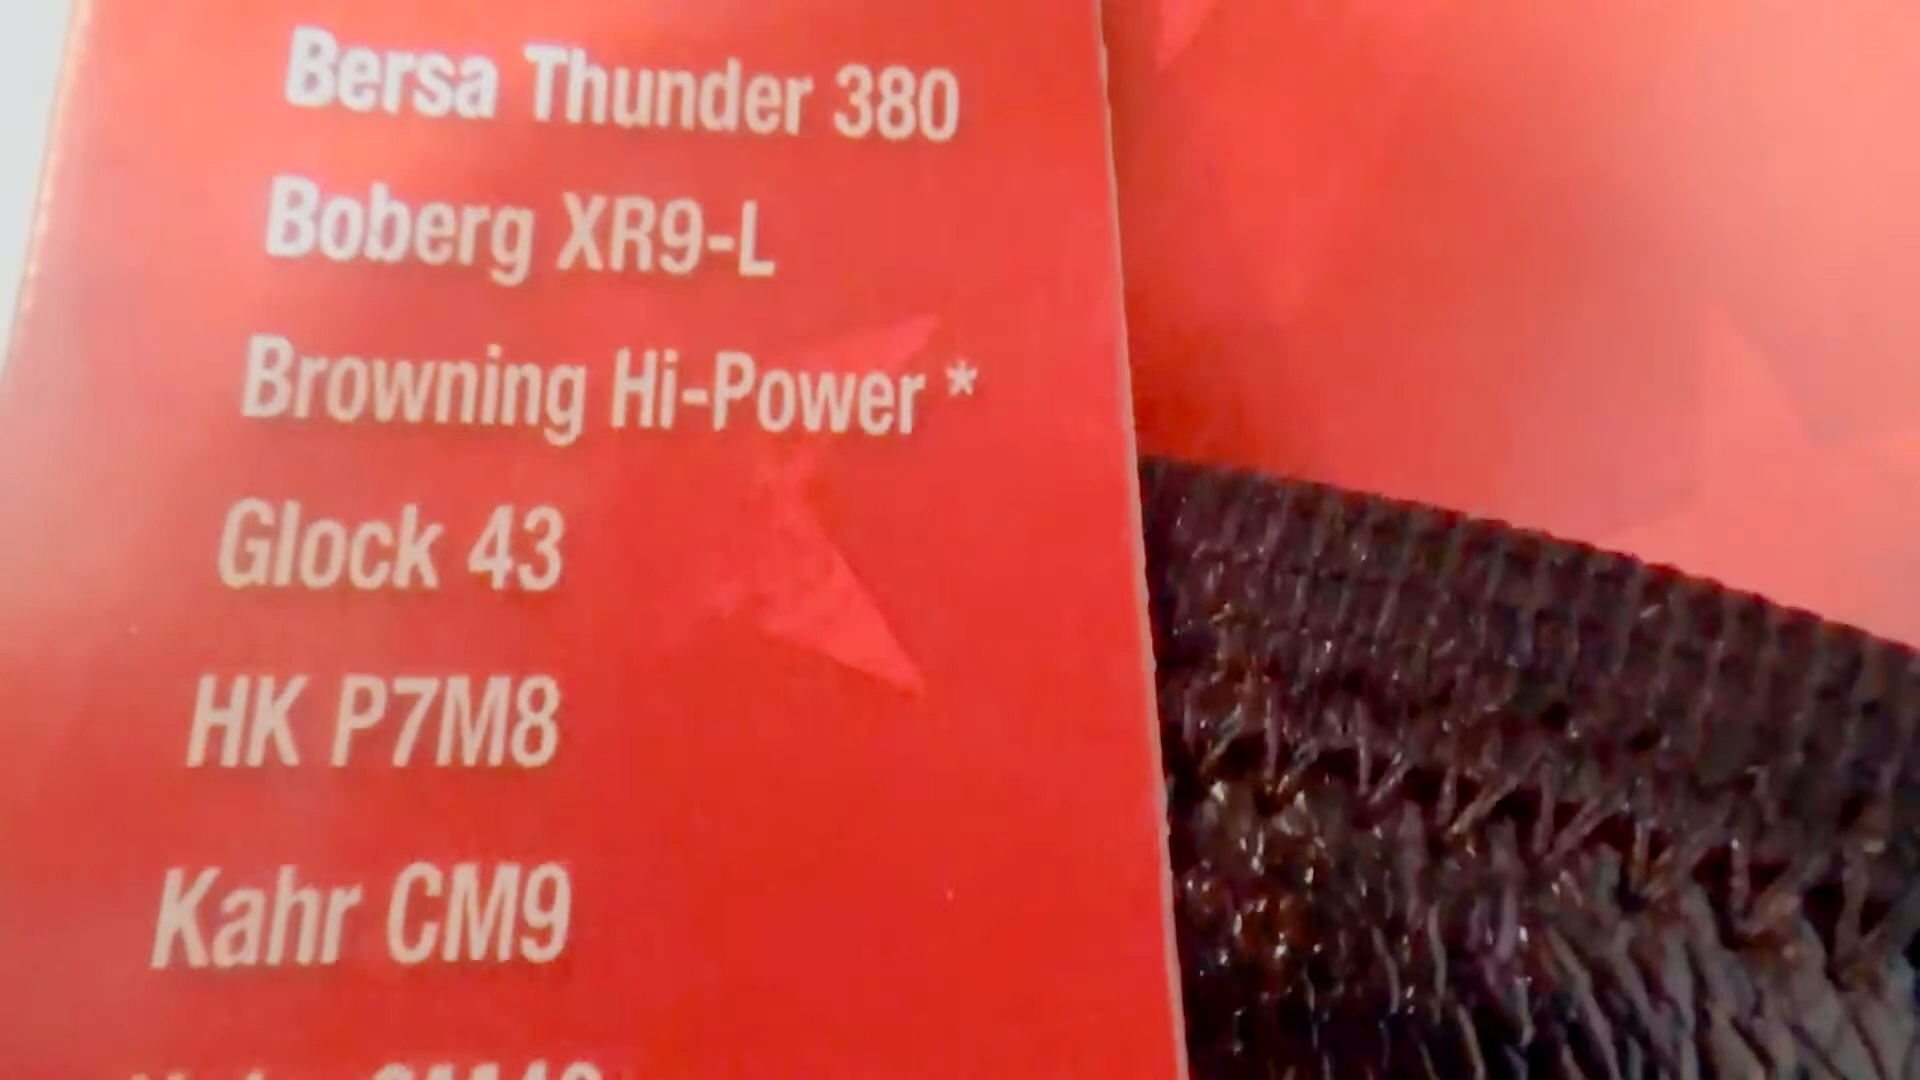 Bersa Thunder 380
Boberg XR9-L
Browning Hi-Power *
Glock 43
HK P7M8
Kahr CM9